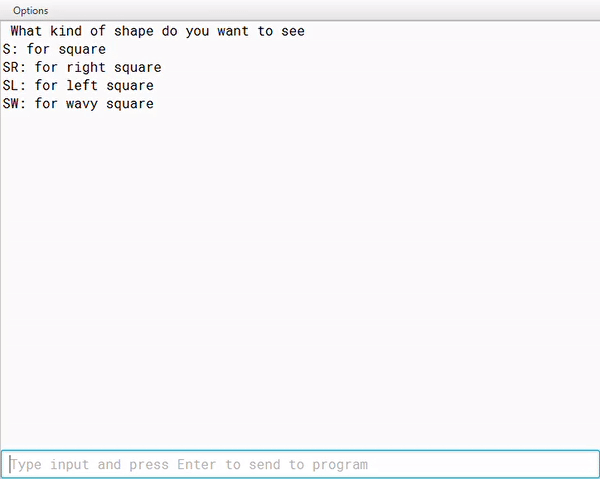 Options
What kind of shape do you want to see
S: for square
SR: for right square
SL: for left square
SW: for wavy square
Type input and press Enter to send to program